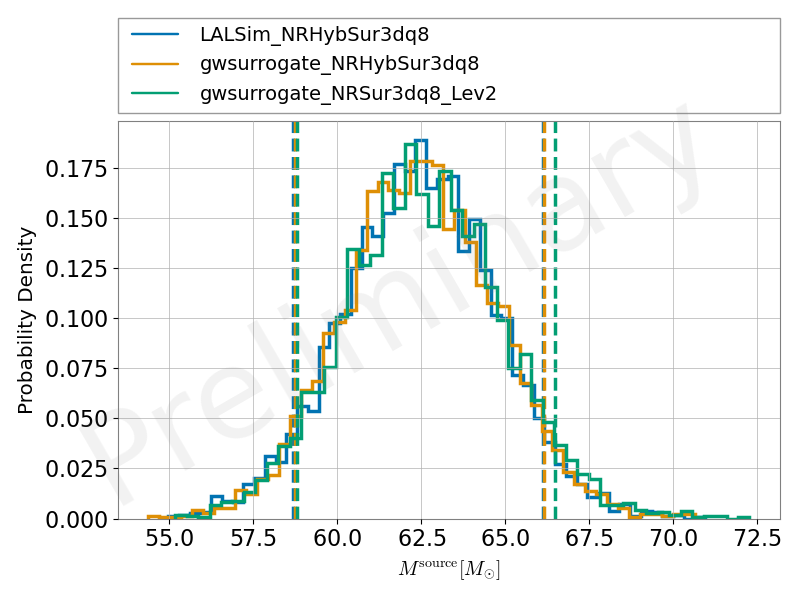 LALSim_NRHybSur3dq8
gwsurrogate_NRHybSur3dq8
gwsurrogate_NRSur3dq8_Lev2
Preliminary
0.175
0.150
0.125
0.100
0.075
0.050
0.025
0.000
Probability Density
55.0 57.5 60.0 62.5 65.0 67.5 70.0 72.5
M^source[M_⊙]